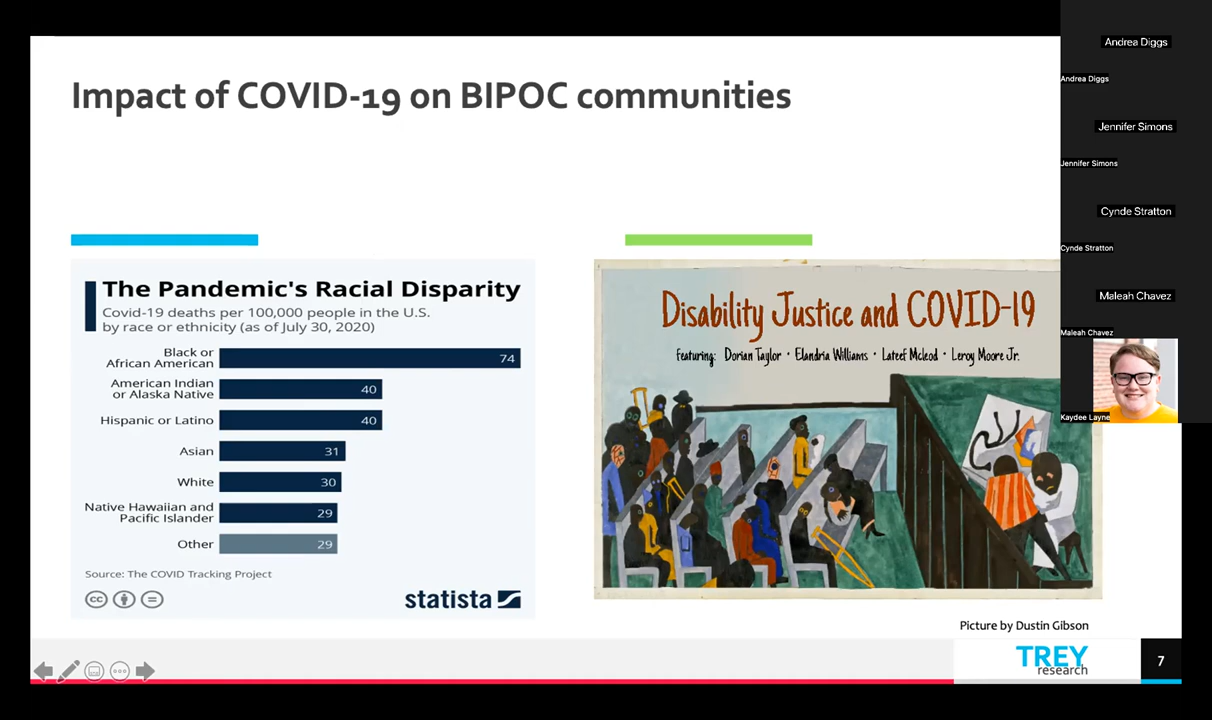 Impact of COVID-19 on BIPOC communities
The Pandemic's Racial Disparity
Covid-19 deaths per 100,000 people in the U.S.
by race or ethnicity (as of July 30, 2020)
Black or
African American
74
American Indian
or Alaska Native
40
Hispanic or Latino
40
Asian
31
White
30
Native Hawaiian and
Pacific Islander
29
Other
29
Source: The COVID Tracking Project
cc
statista
Disability Justice and COVID-19
Featuring: Dorian Taylor · Elandria Williams · Lateef Mcleod · Leroy Moore Jr.
Picture by Dustin Gibson
TREY
research
7
Andrea Diggs
Andrea Diggs
Jennifer Simons
Jennifer Simons
Cynde Stratton
Cynde Stratton
Maleah Chavez
Maleah Chavez
Kaydee Layne